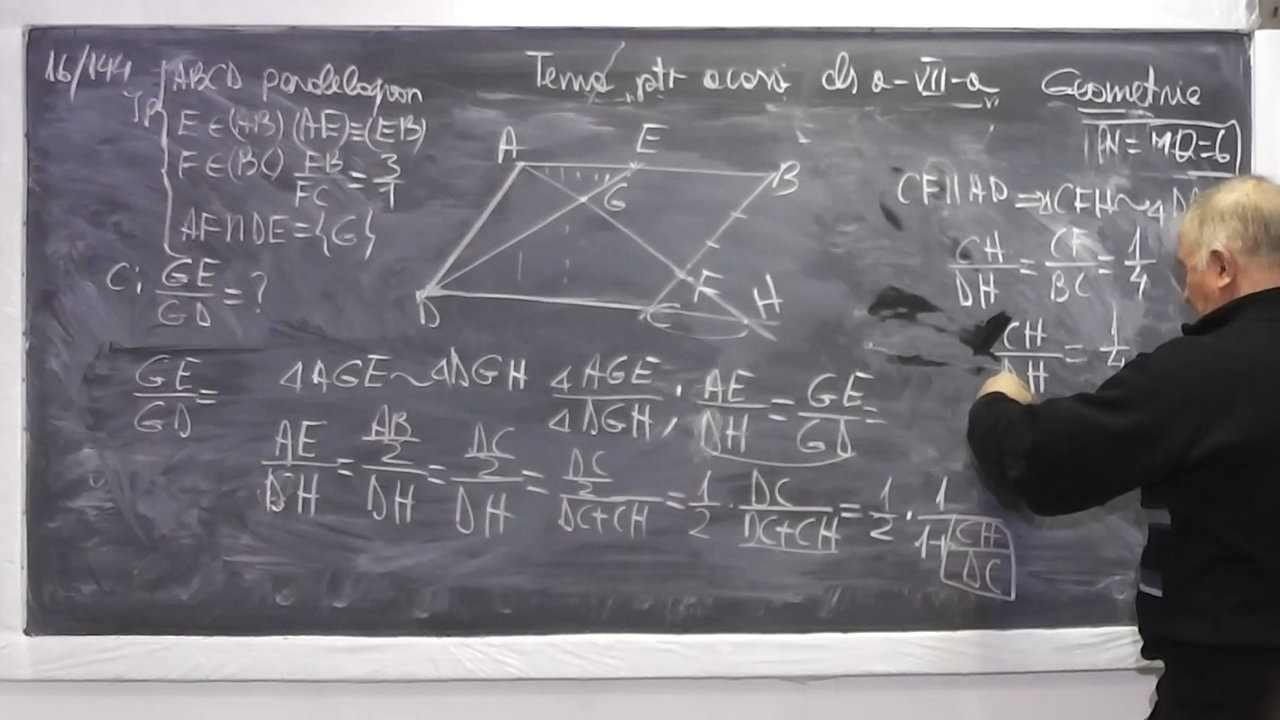 16/144
ABCD paralelogram
E∈(AB) (AE)≡(EB)
F∈(BC) FB/FC = 3/1
AF∩DE={G}
C: GE/GD = ?
Temă ptr acasă cls a-VII-a
Geometrie
PN=MQ=6
A E B
G
F
D C H
CF∥AD ⇒ △CFH ~ △D
CH/DH = CF/BC = 1/4
CH/DH = 1/4
GE/GD =
△AGE ~ △DGH △AGE/△DGH ; AE/DH = GE/GD =
AE/DH = AB/2/DH = DC/2/DH = DC/2/DC+CH = 1/2 · DC/DC+CH = 1/2 · 1/1+CH/DC